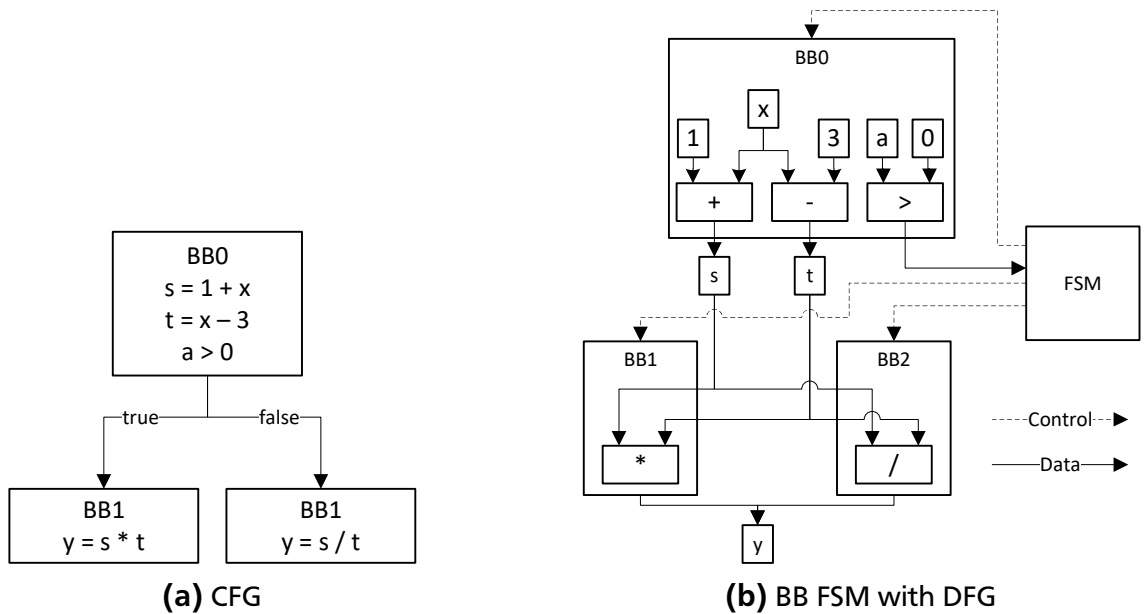 BB0
s = 1 + x
t = x – 3
a > 0
true
false
BB1
y = s * t
BB1
y = s / t
(a) CFG
BB0
x
1
3
a
0
+
-
>
s
t
FSM
BB1
BB2
*
/
Control
Data
y
(b) BB FSM with DFG